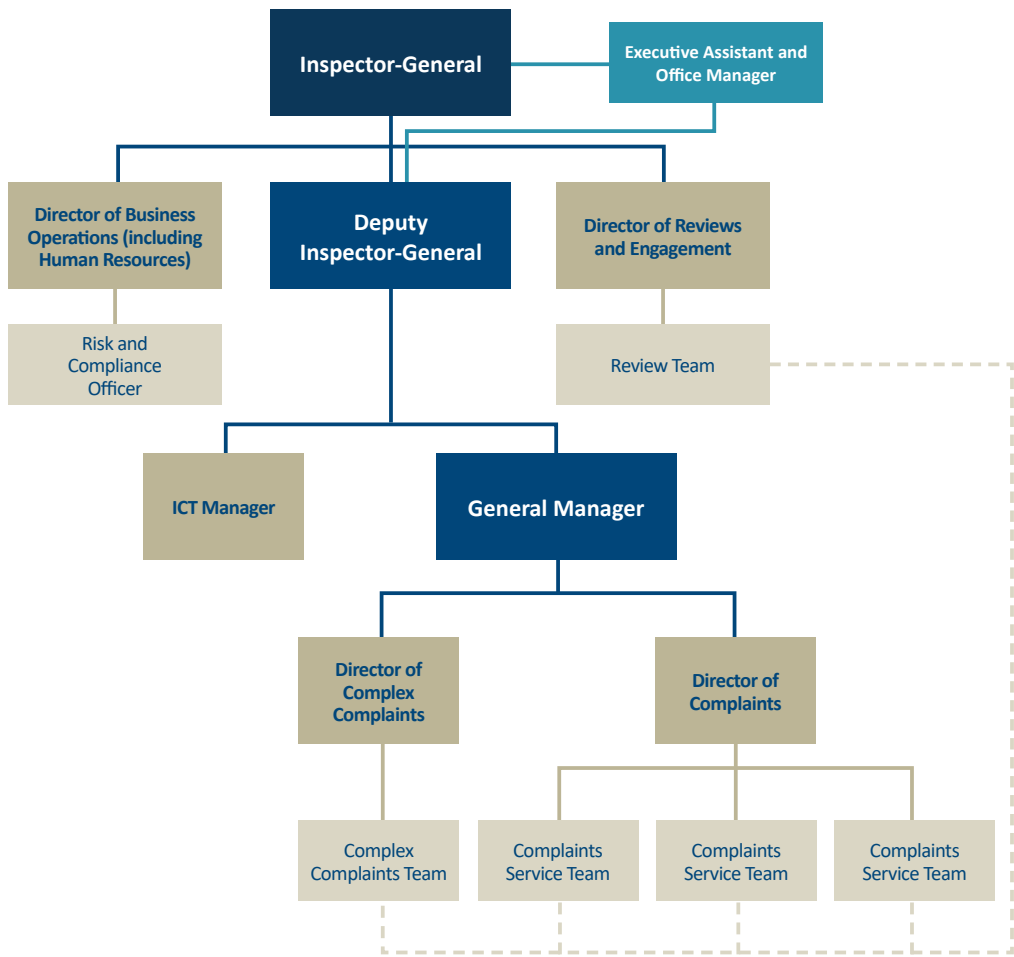 Inspector-General
Executive Assistant and
Office Manager
Director of Business
Operations (including
Human Resources)
Deputy
Inspector-General
Director of Reviews
and Engagement
Risk and
Compliance
Officer
Review Team
ICT Manager
General Manager
Director of
Complex
Complaints
Director of
Complaints
Complex
Complaints Team
Complaints
Service Team
Complaints
Service Team
Complaints
Service Team